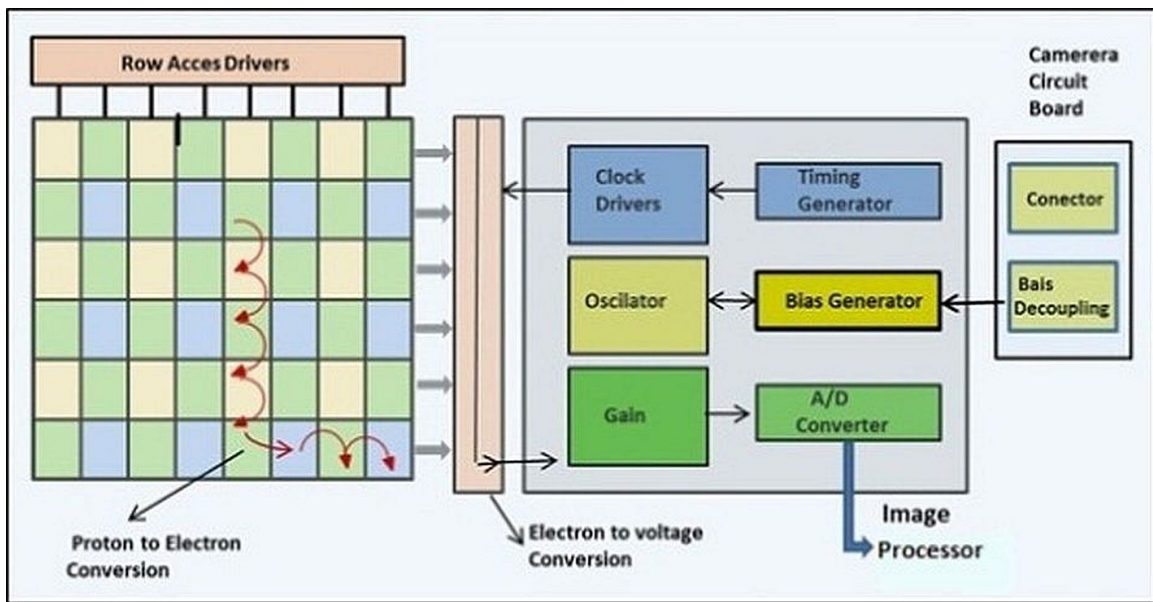 Row Acces Drivers
Camerera
Circuit
Board
Clock
Drivers
Timing
Generator
Conector
Oscilator
Bias Generator
Bais
Decoupling
Gain
A/D
Converter
Image
Processor
Proton to Electron
Conversion
Electron to voltage
Conversion